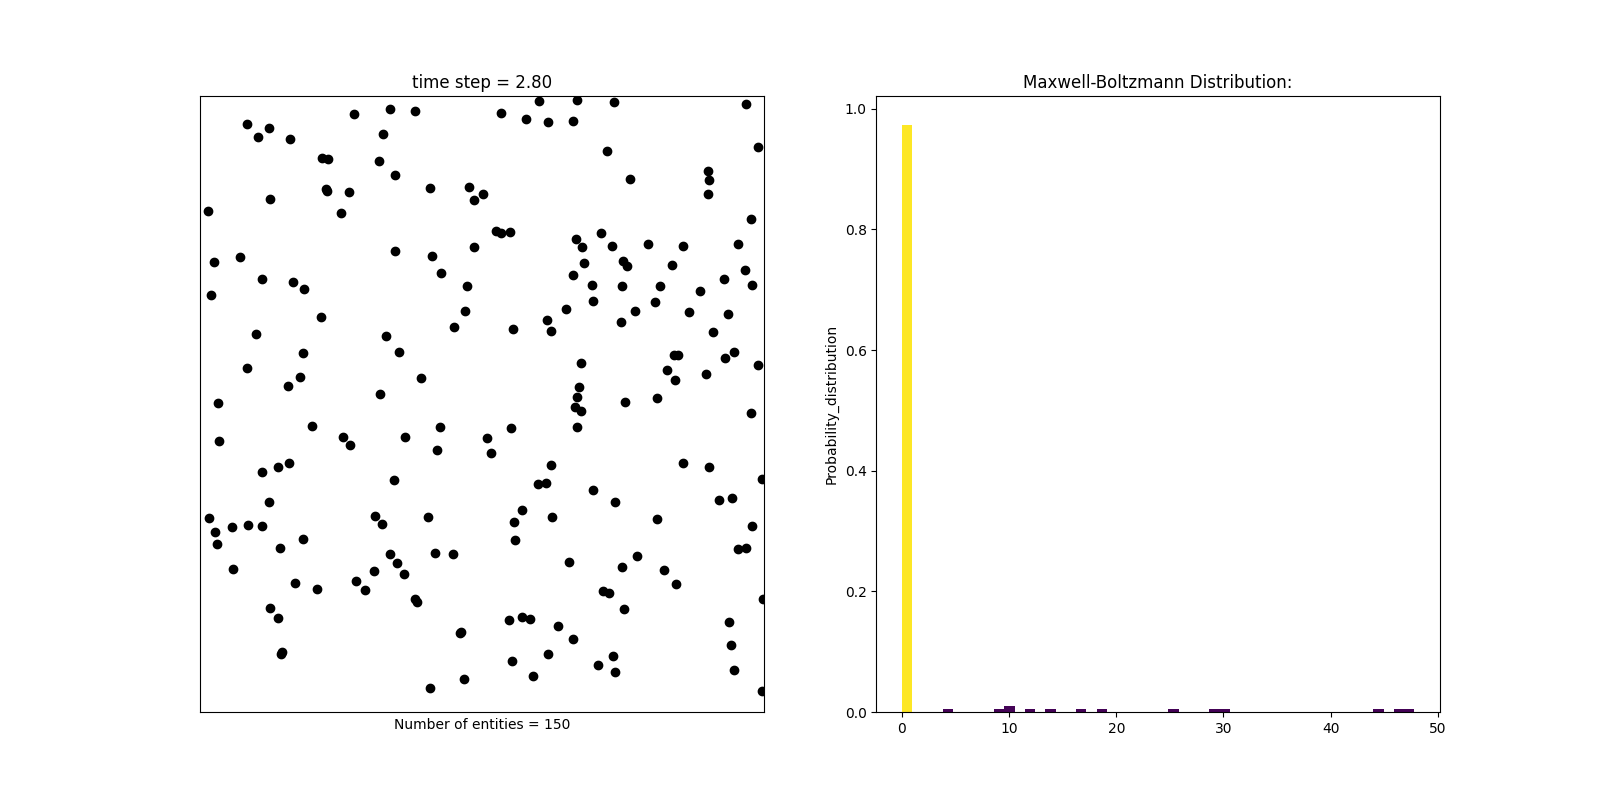 time step = 2.80
Number of entities = 150
Maxwell-Boltzmann Distribution:
Probability_distribution
1.0
0.8
0.6
0.4
0.2
0.0
0 10 20 30 40 50